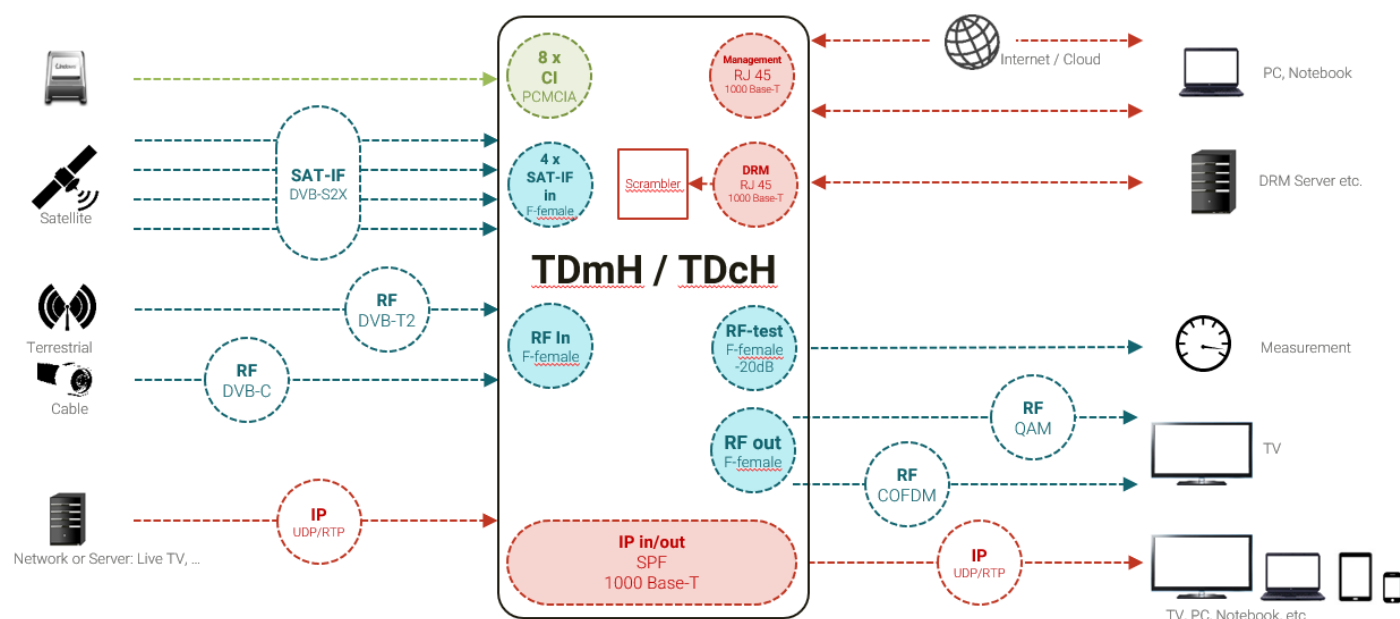 8 x
CI
PCMCIA
Management
RJ 45
1000 Base-T
Internet / Cloud
PC, Notebook
SAT-IF
DVB-S2X
Satellite
4 x
SAT-IF
in
F-female
Scrambler
DRM
RJ 45
1000 Base-T
DRM Server etc.
TDmH / TDcH
RF
DVB-T2
Terrestrial
RF In
F-female
RF-test
F-female
-20dB
Measurement
RF
DVB-C
Cable
RF out
F-female
RF
QAM
TV
RF
COFDM
IP
UDP/RTP
Network or Server: Live TV, ...
IP in/out
SPF
1000 Base-T
IP
UDP/RTP
TV, PC, Notebook, etc